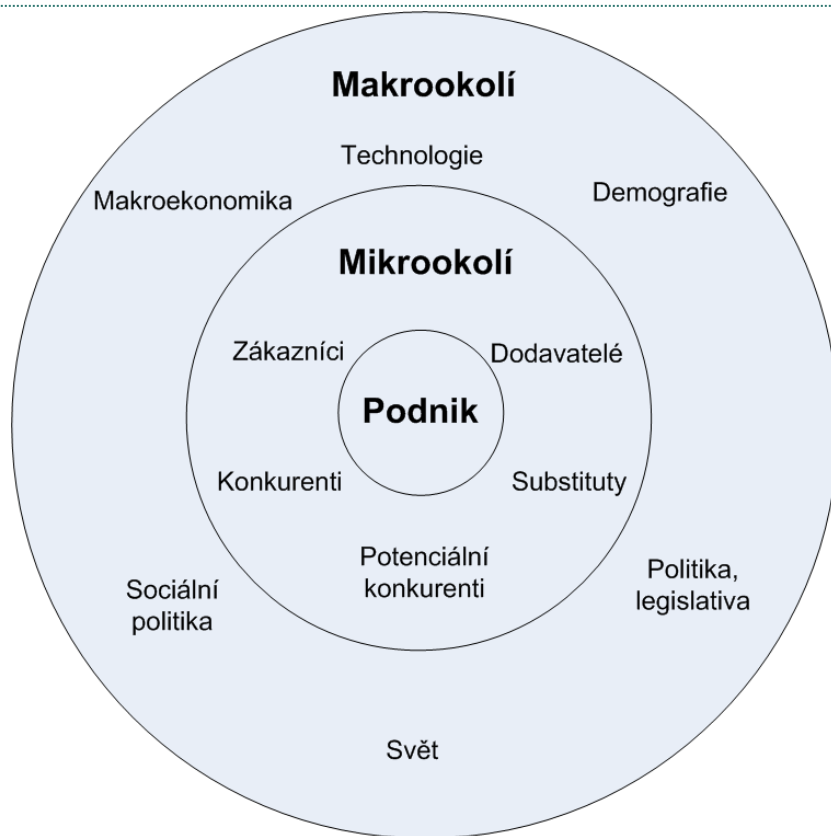 Makrookolí
Technologie
Makroekonomika
Demografie
Mikrookolí
Zákazníci
Dodavatelé
Podnik
Konkurenti
Substituty
Potenciální
konkurenti
Sociální
politika
Politika,
legislativa
Svět